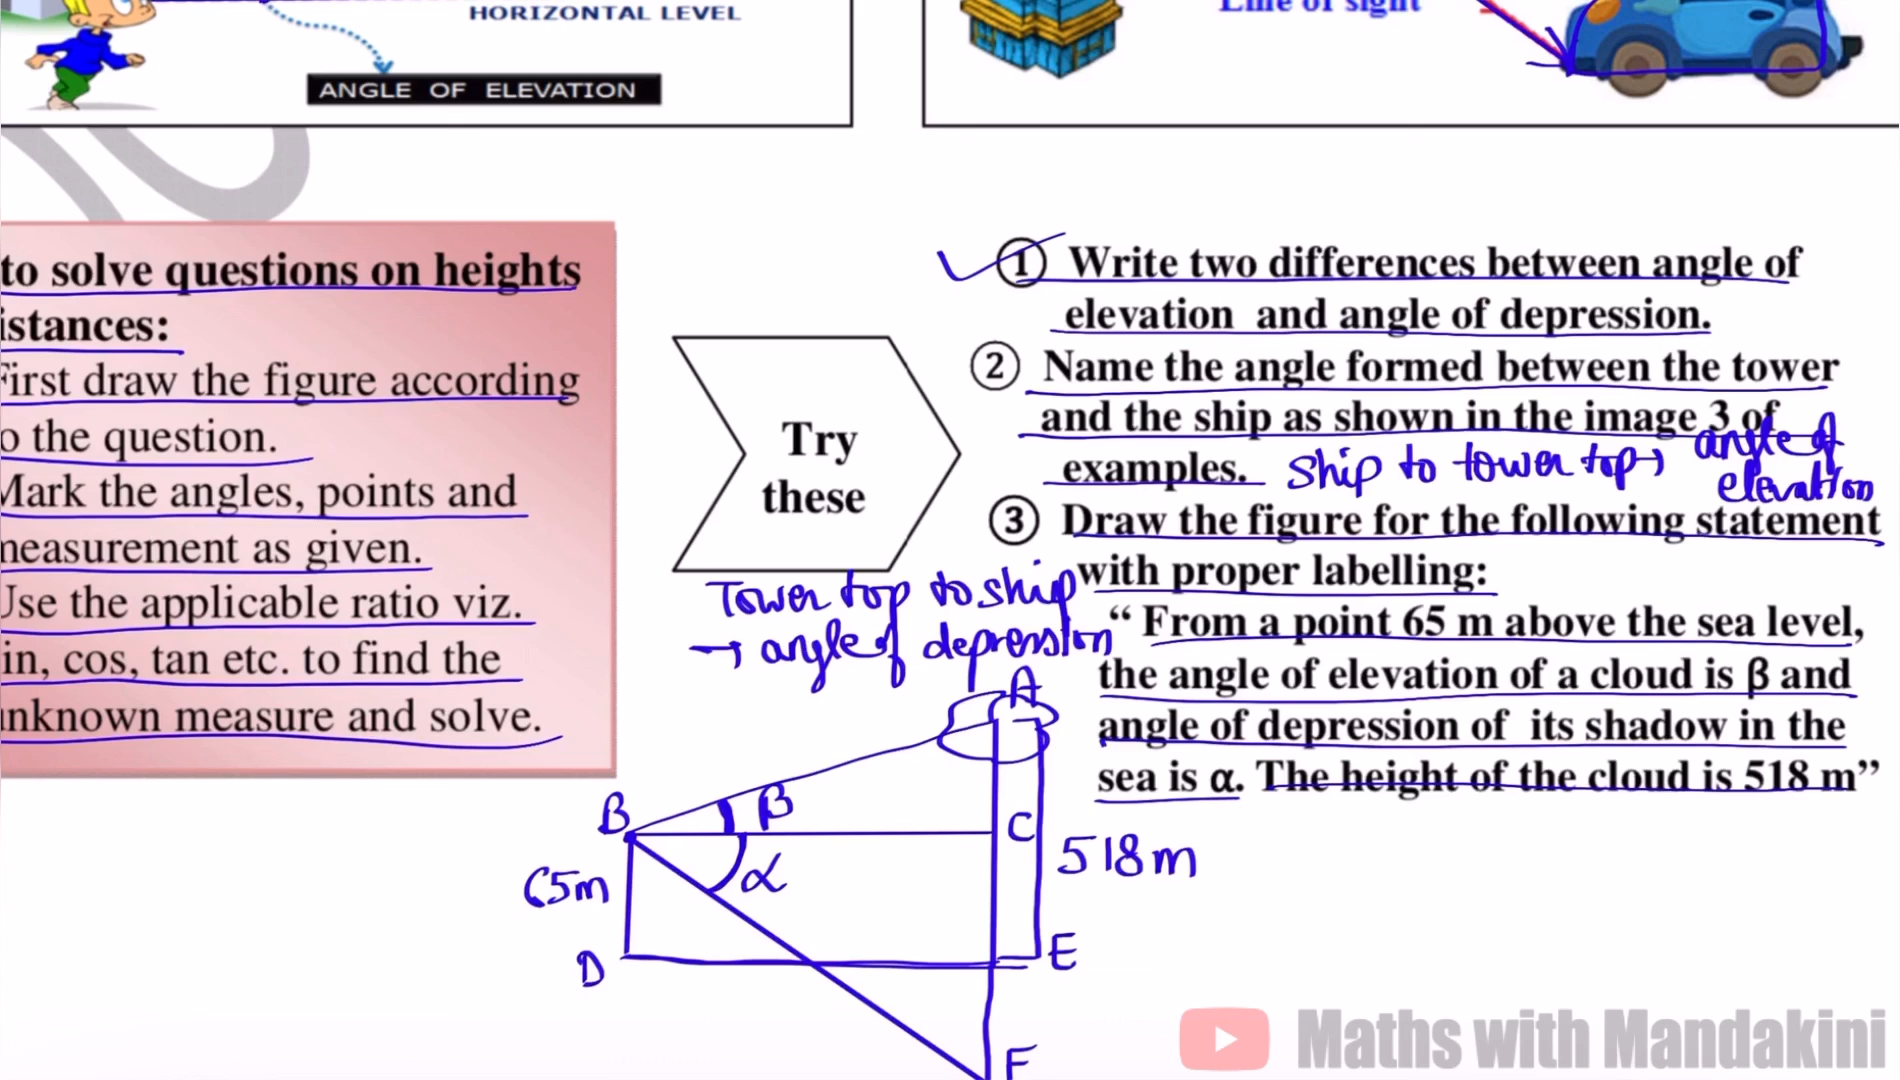 HORIZONTAL LEVEL
ANGLE OF ELEVATION
Line of sight
to solve questions on heights
istances:
First draw the figure according
o the question.
Mark the angles, points and
measurement as given.
Use the applicable ratio viz.
in, cos, tan etc. to find the
unknown measure and solve.
Try
these
① Write two differences between angle of
elevation and angle of depression.
② Name the angle formed between the tower
and the ship as shown in the image 3 of
examples. Ship to tower top → angle of
elevation
③ Draw the figure for the following statement
with proper labelling:
“ From a point 65 m above the sea level,
the angle of elevation of a cloud is β and
angle of depression of its shadow in the
sea is α. The height of the cloud is 518 m”
Tower top to ship
→ angle of depression
A
B
β
C
α
65m
518m
D
E
F
Maths with Mandakini